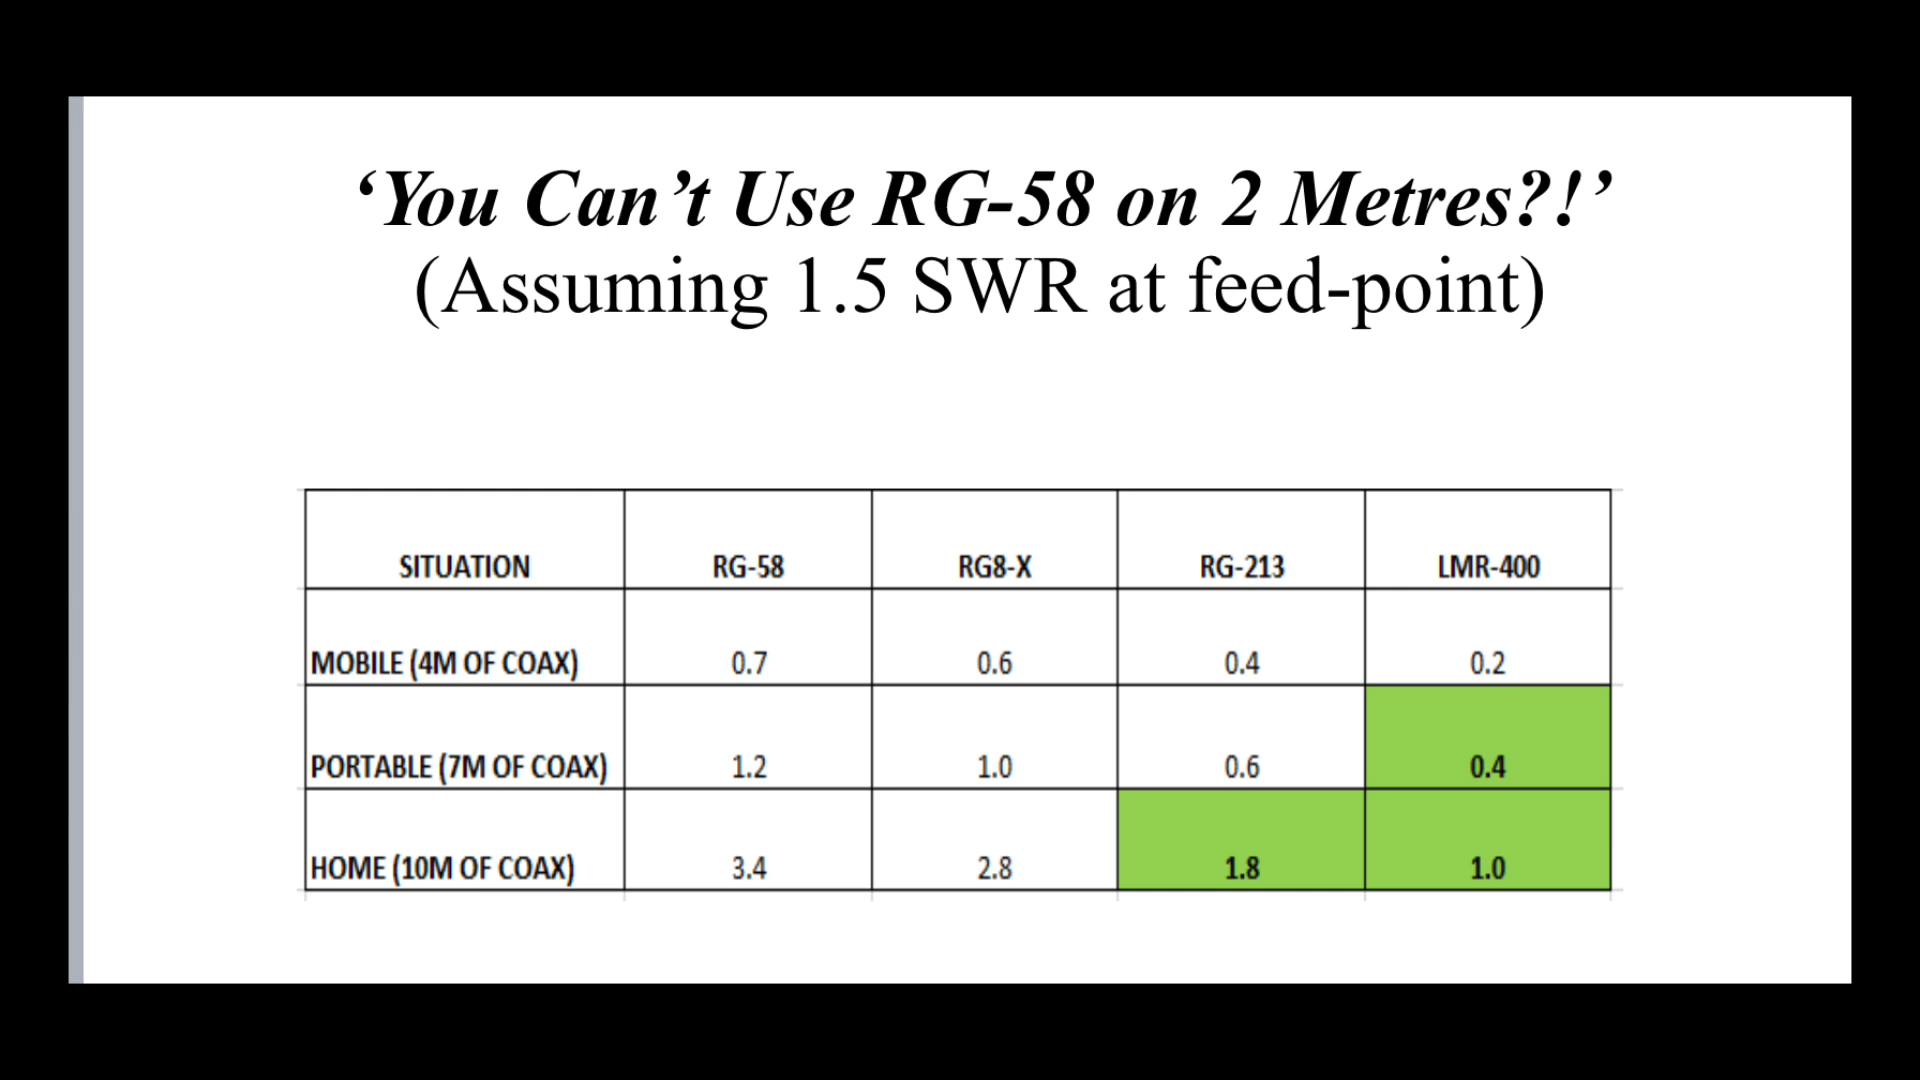 ‘You Can’t Use RG-58 on 2 Metres?!’
(Assuming 1.5 SWR at feed-point)
SITUATION RG-58 RG8-X RG-213 LMR-400
MOBILE (4M OF COAX) 0.7 0.6 0.4 0.2
PORTABLE (7M OF COAX) 1.2 1.0 0.6 0.4
HOME (10M OF COAX) 3.4 2.8 1.8 1.0